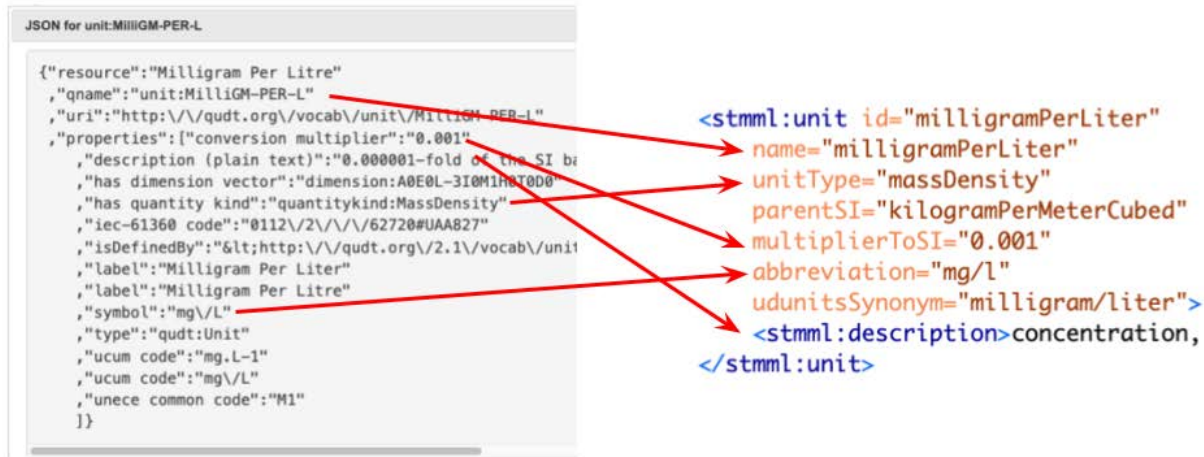 JSON for unit:MilliGM-PER-L
{"resource":"Milligram Per Litre"
,"qname":"unit:MilliGM-PER-L"
,"uri":"http:\/\/qudt.org\/vocab\/unit\/MilliGM-PER-L"
,"properties":["conversion multiplier":"0.001"
,"description (plain text)":"0.000001-fold of the SI ba
,"has dimension vector":"dimension:A0E0L-3I0M1H0T0D0"
,"has quantity kind":"quantitykind:MassDensity"
,"iec-61360 code":"0112\/2\/\/\/62720#UAA827"
,"isDefinedBy":"&lt;http:\/\/qudt.org\/2.1\/vocab\/unit
,"label":"Milligram Per Liter"
,"label":"Milligram Per Litre"
,"symbol":"mg\/L"
,"type":"qudt:Unit"
,"ucum code":"mg.L-1"
,"ucum code":"mg\/L"
,"unece common code":"M1"
]}
<stmml:unit id="milligramPerLiter"
name="milligramPerLiter"
unitType="massDensity"
parentSI="kilogramPerMeterCubed"
multiplierToSI="0.001"
abbreviation="mg/l"
udunitsSynonym="milligram/liter">
<stmml:description>concentration,
</stmml:unit>